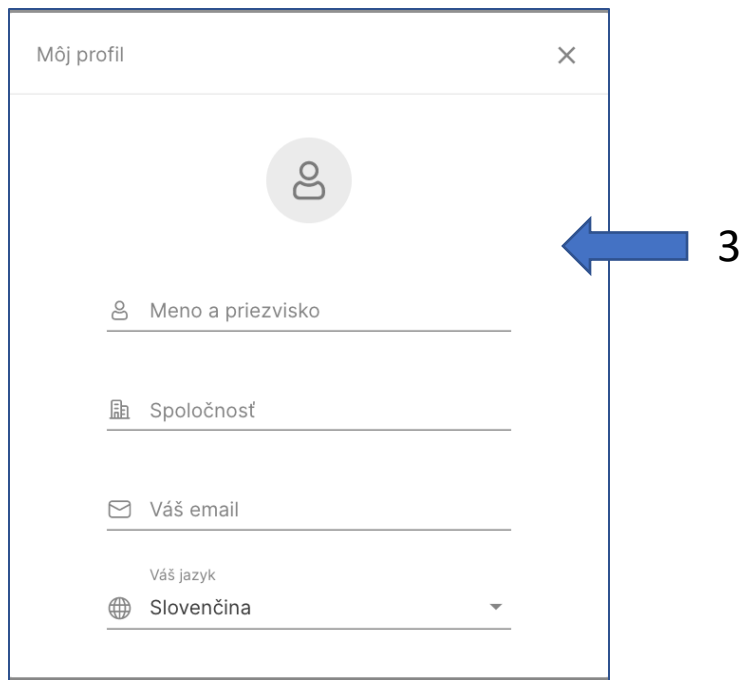 Môj profil
3
Meno a priezvisko
Spoločnosť
Váš email
Váš jazyk
Slovenčina